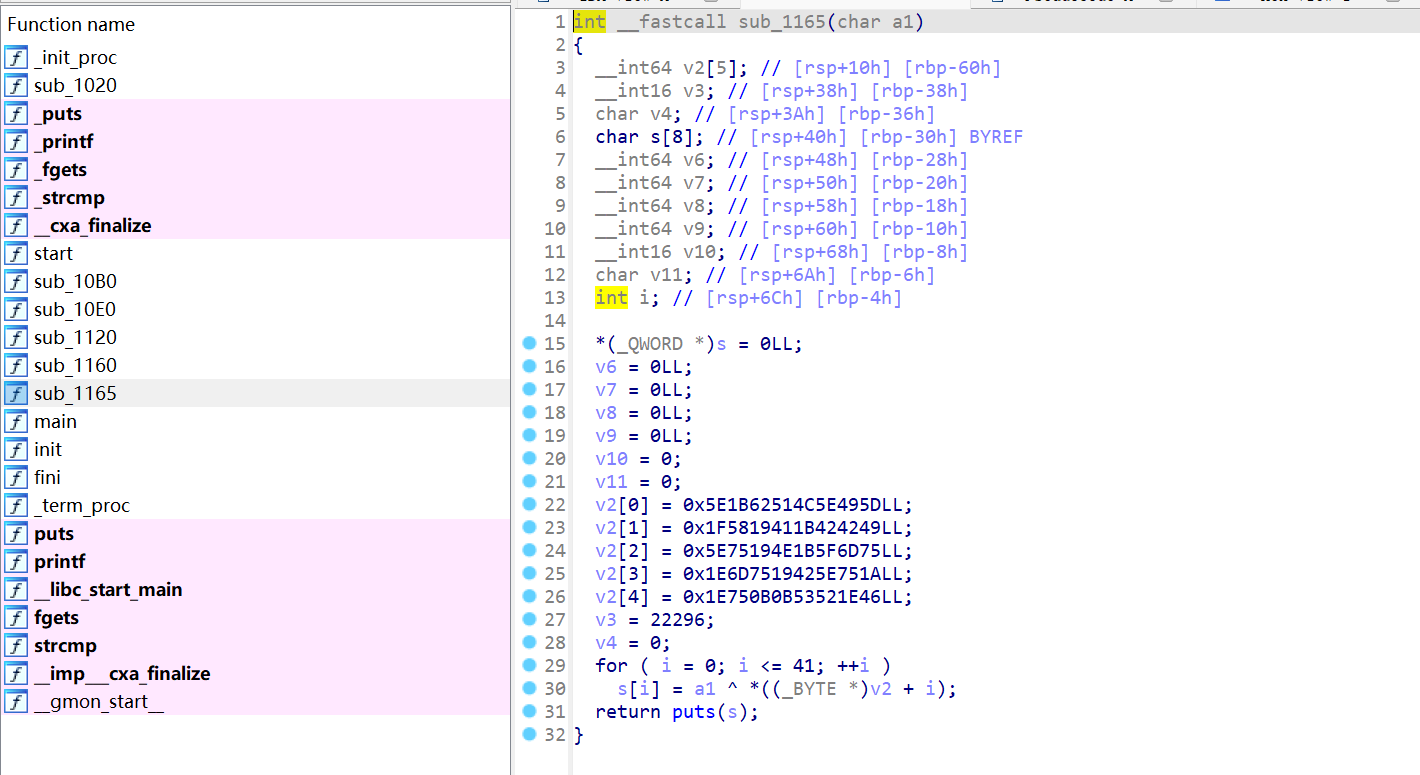 Function name
f _init_proc
f sub_1020
f _puts
f _printf
f _fgets
f _strcmp
f __cxa_finalize
f start
f sub_10B0
f sub_10E0
f sub_1120
f sub_1160
f sub_1165
f main
f init
f fini
f _term_proc
f puts
f printf
f __libc_start_main
f fgets
f strcmp
f __imp___cxa_finalize
f __gmon_start__
1 int __fastcall sub_1165(char a1)
2 {
3 __int64 v2[5]; // [rsp+10h] [rbp-60h]
4 __int16 v3; // [rsp+38h] [rbp-38h]
5 char v4; // [rsp+3Ah] [rbp-36h]
6 char s[8]; // [rsp+40h] [rbp-30h] BYREF
7 __int64 v6; // [rsp+48h] [rbp-28h]
8 __int64 v7; // [rsp+50h] [rbp-20h]
9 __int64 v8; // [rsp+58h] [rbp-18h]
10 __int64 v9; // [rsp+60h] [rbp-10h]
11 __int16 v10; // [rsp+68h] [rbp-8h]
12 char v11; // [rsp+6Ah] [rbp-6h]
13 int i; // [rsp+6Ch] [rbp-4h]
14
15 *(_QWORD *)s = 0LL;
16 v6 = 0LL;
17 v7 = 0LL;
18 v8 = 0LL;
19 v9 = 0LL;
20 v10 = 0;
21 v11 = 0;
22 v2[0] = 0x5E1B62514C5E495DLL;
23 v2[1] = 0x1F5819411B424249LL;
24 v2[2] = 0x5E75194E1B5F6D75LL;
25 v2[3] = 0x1E6D7519425E751ALL;
26 v2[4] = 0x1E750B0B53521E46LL;
27 v3 = 22296;
28 v4 = 0;
29 for ( i = 0; i <= 41; ++i )
30 s[i] = a1 ^ *((_BYTE *)v2 + i);
31 return puts(s);
32 }